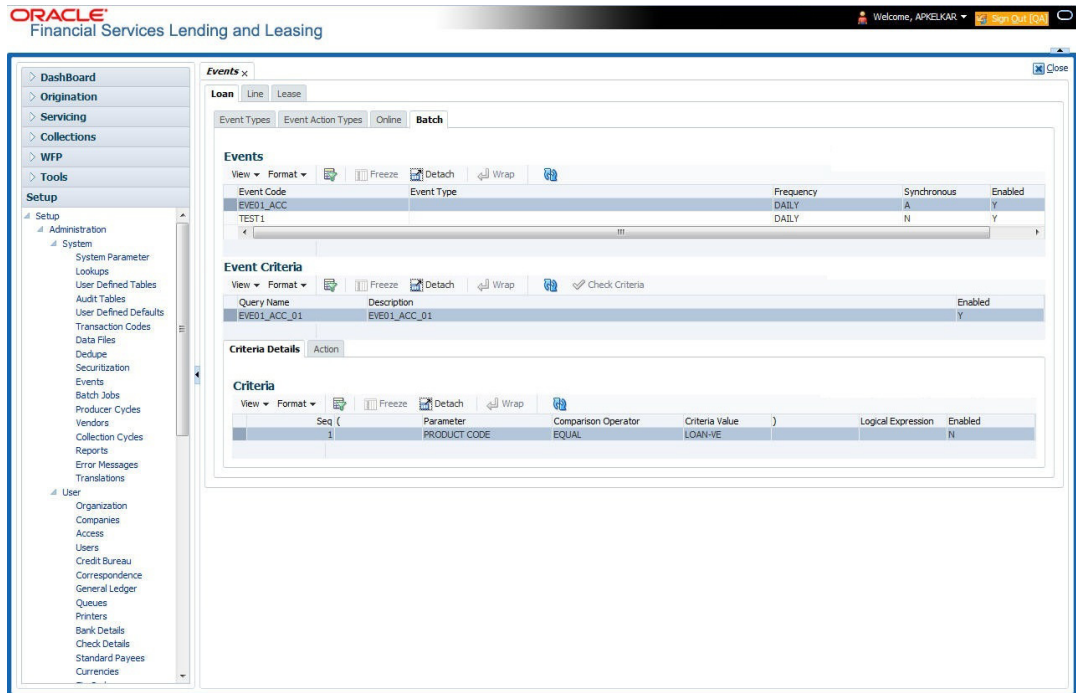 ORACLE
Financial Services Lending and Leasing
Welcome, APKELKAR
Sign Out [QA]
Close
DashBoard
Origination
Servicing
Collections
WFP
Tools
Setup
Setup
Administration
System
System Parameter
Lookups
User Defined Tables
Audit Tables
User Defined Defaults
Transaction Codes
Data Files
Dedupe
Securitization
Events
Batch Jobs
Producer Cycles
Vendors
Collection Cycles
Reports
Error Messages
Translations
User
Organization
Companies
Access
Users
Credit Bureau
Correspondence
General Ledger
Queues
Printers
Bank Details
Check Details
Standard Payees
Currencies
Events
Loan Line Lease
Event Types Event Action Types Online Batch
Events
View Format Freeze Detach Wrap
Event Code Event Type Frequency Synchronous Enabled
EVE01_ACC DAILY A Y
TEST1 DAILY N Y
Event Criteria
View Format Freeze Detach Wrap Check Criteria
Query Name Description Enabled
EVE01_ACC_01 EVE01_ACC_01 Y
Criteria Details Action
Criteria
View Format Freeze Detach Wrap
Seq ( Parameter Comparison Operator Criteria Value ) Logical Expression Enabled
1 PRODUCT CODE EQUAL LOAN-VE N